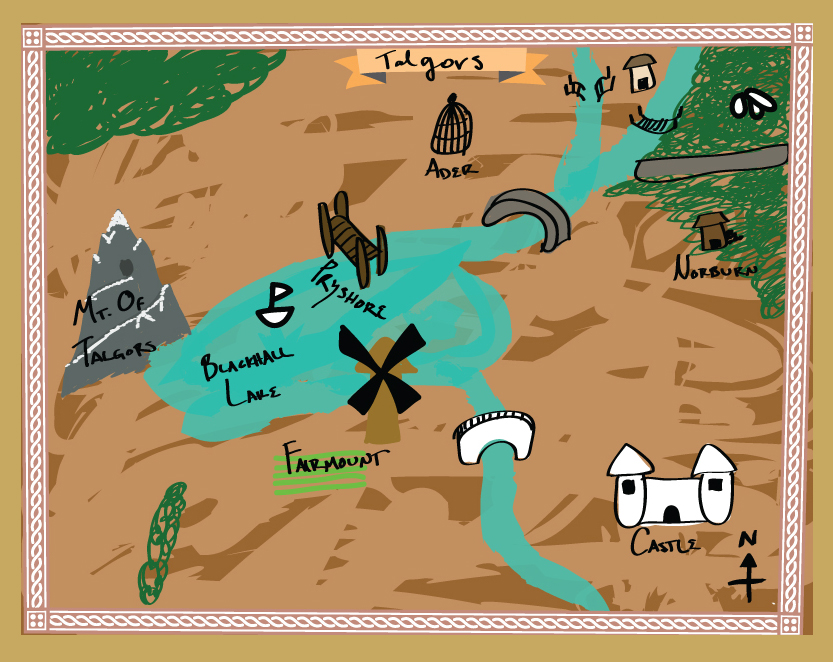 Talgors
ADER
NORBURN
PRYSHORE
MT. OF
TALGORS
BLACKHALL
LAKE
FAIRMOUNT
CASTLE
N